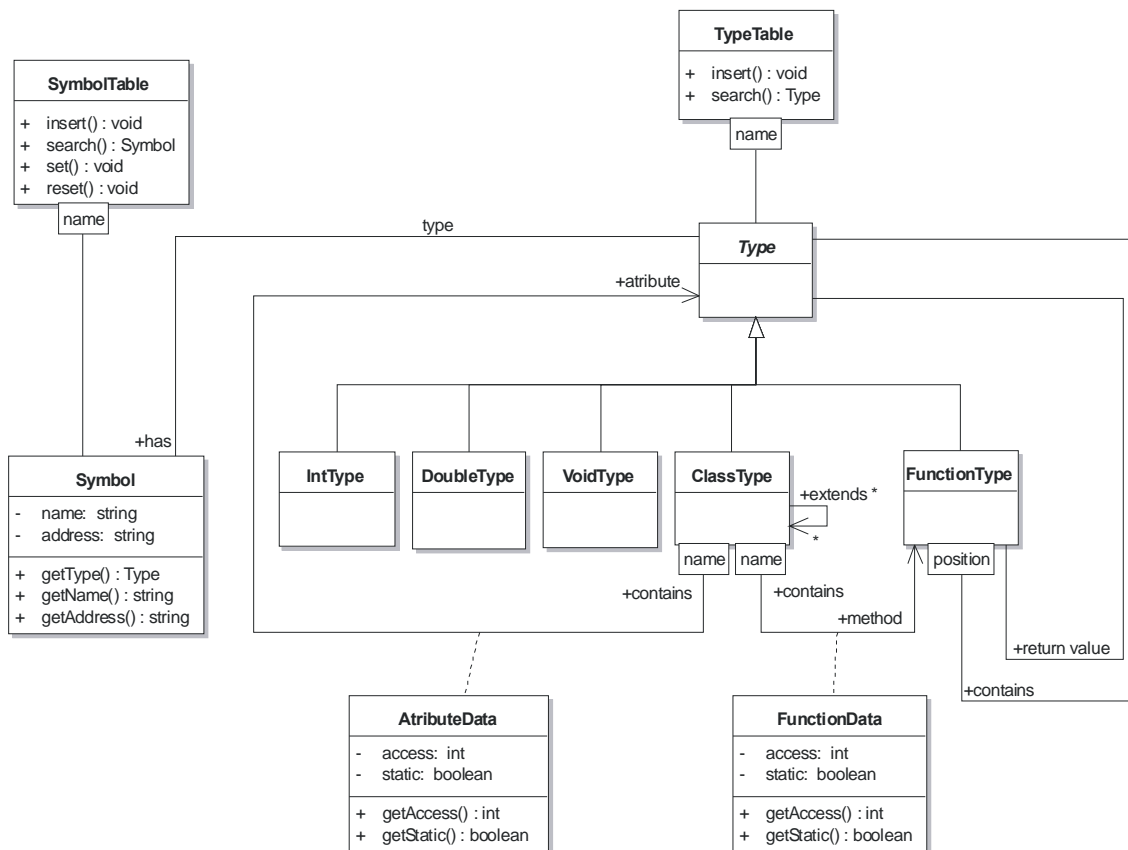 TypeTable
+ insert() : void
+ search() : Type
name
SymbolTable
+ insert() : void
+ search() : Symbol
+ set() : void
+ reset() : void
name
type
Type
+atribute
+has
Symbol
- name: string
- address: string
+ getType() : Type
+ getName() : string
+ getAddress() : string
IntType
DoubleType
VoidType
ClassType
+extends *
*
FunctionType
name
name
position
+contains
+contains
+method
+return value
+contains
AtributeData
- access: int
- static: boolean
+ getAccess() : int
+ getStatic() : boolean
FunctionData
- access: int
- static: boolean
+ getAccess() : int
+ getStatic() : boolean